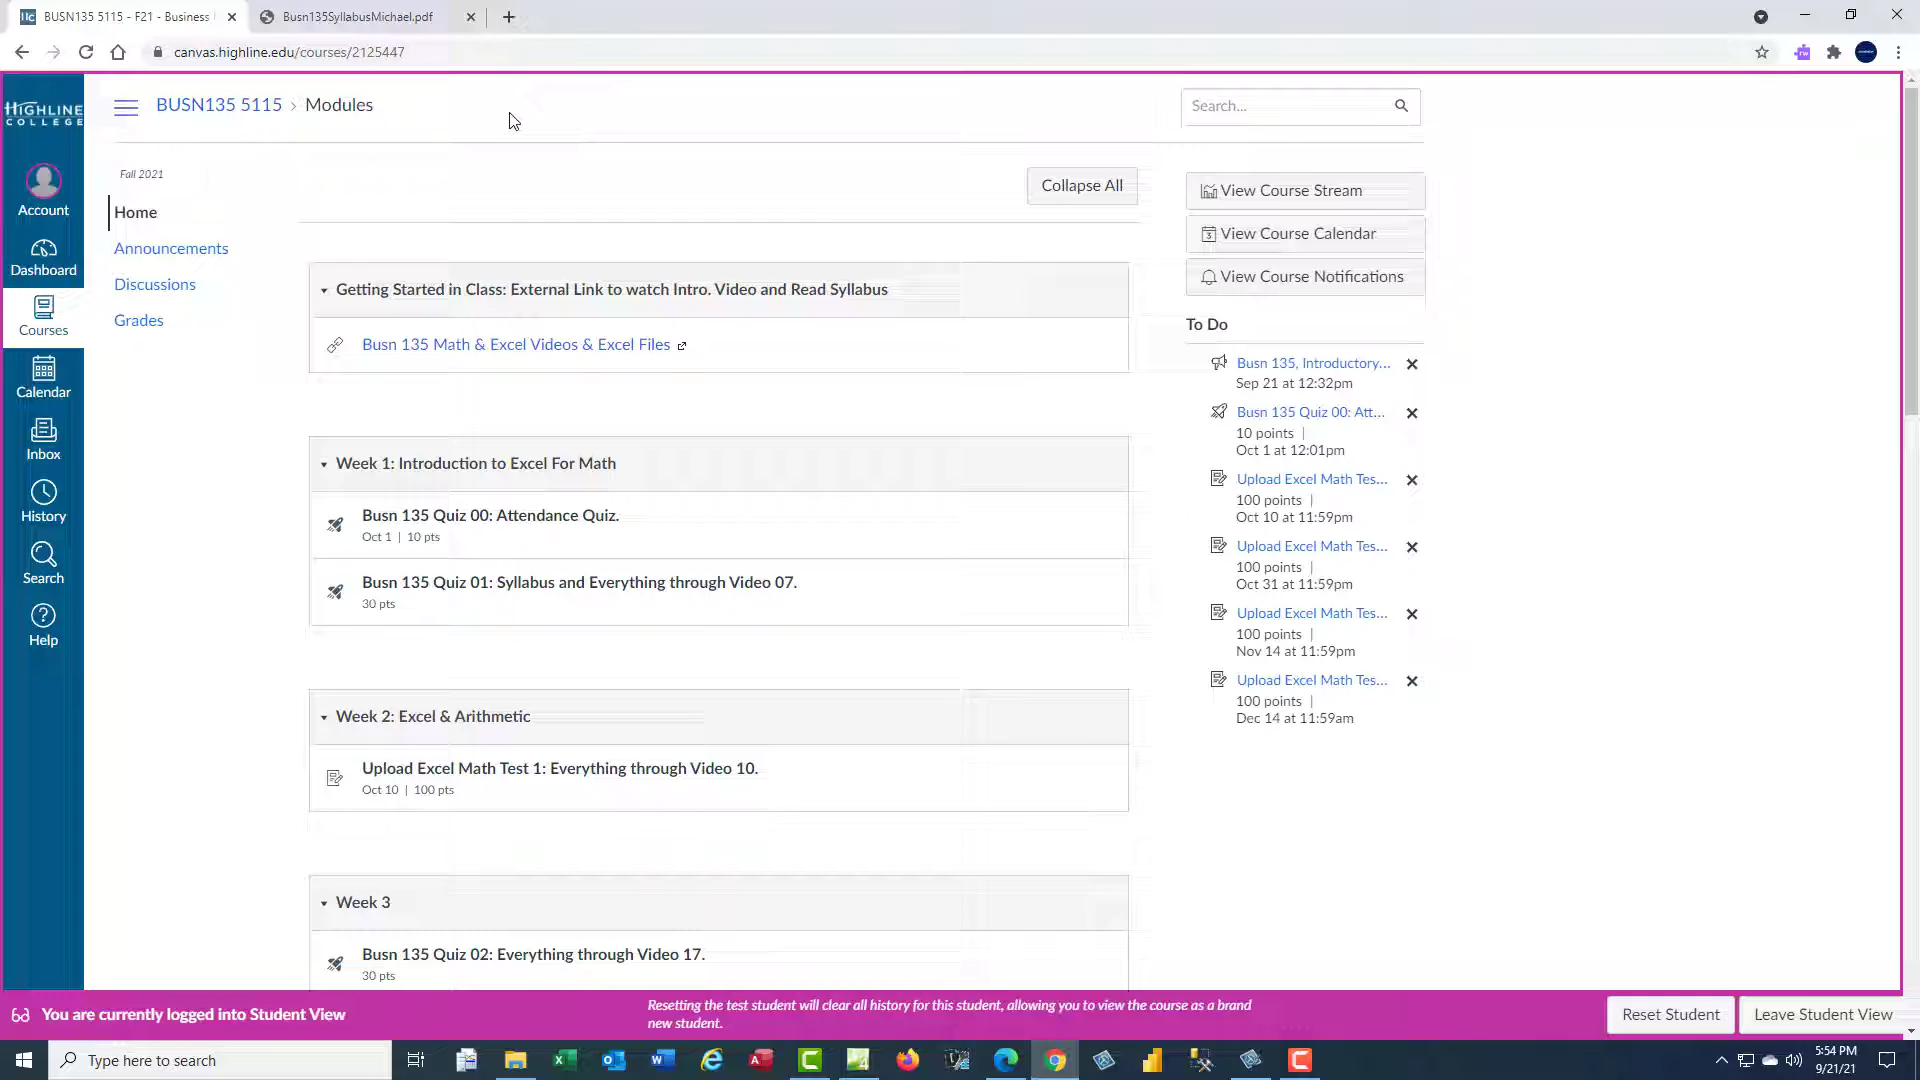 BUSN135 5115 - F21 - Business
Busn135SyllabusMichael.pdf
canvas.highline.edu/courses/2125447
HIGHLINE
COLLEGE
Account
Dashboard
Courses
Calendar
Inbox
History
Search
Help
BUSN135 5115 › Modules
Search...
Fall 2021
Home
Announcements
Discussions
Grades
Collapse All
Getting Started in Class: External Link to watch Intro. Video and Read Syllabus
Busn 135 Math & Excel Videos & Excel Files
Week 1: Introduction to Excel For Math
Busn 135 Quiz 00: Attendance Quiz.
Oct 1 | 10 pts
Busn 135 Quiz 01: Syllabus and Everything through Video 07.
30 pts
Week 2: Excel & Arithmetic
Upload Excel Math Test 1: Everything through Video 10.
Oct 10 | 100 pts
Week 3
Busn 135 Quiz 02: Everything through Video 17.
30 pts
View Course Stream
View Course Calendar
View Course Notifications
To Do
Busn 135, Introductory...
Sep 21 at 12:32pm
Busn 135 Quiz 00: Att...
10 points |
Oct 1 at 12:01pm
Upload Excel Math Tes...
100 points |
Oct 10 at 11:59pm
Upload Excel Math Tes...
100 points |
Oct 31 at 11:59pm
Upload Excel Math Tes...
100 points |
Nov 14 at 11:59pm
Upload Excel Math Tes...
100 points |
Dec 14 at 11:59am
You are currently logged into Student View
Resetting the test student will clear all history for this student, allowing you to view the course as a brand
new student.
Reset Student
Leave Student View
Type here to search
5:54 PM
9/21/21